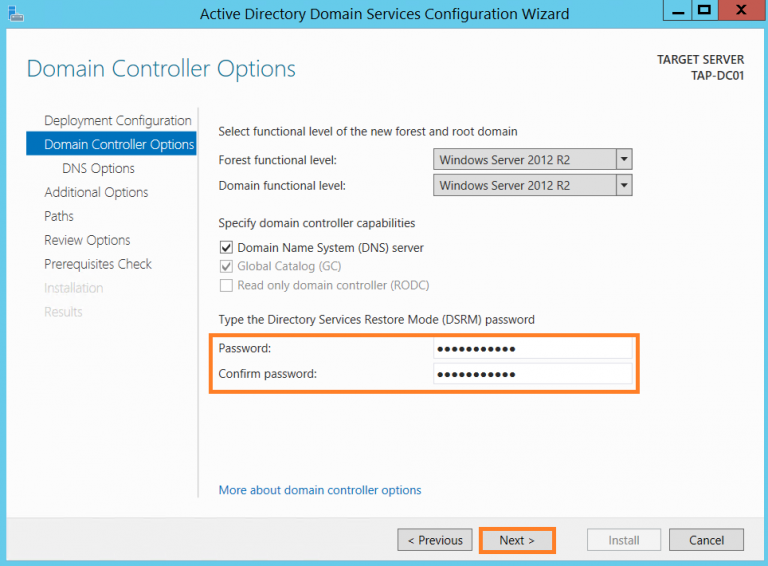 Active Directory Domain Services Configuration Wizard
X
Domain Controller Options
TARGET SERVER
TAP-DC01
Deployment Configuration
Domain Controller Options
DNS Options
Additional Options
Paths
Review Options
Prerequisites Check
Installation
Results
Select functional level of the new forest and root domain
Forest functional level: Windows Server 2012 R2
Domain functional level: Windows Server 2012 R2
Specify domain controller capabilities
Domain Name System (DNS) server
Global Catalog (GC)
Read only domain controller (RODC)
Type the Directory Services Restore Mode (DSRM) password
Password: •••••••••••
Confirm password: •••••••••••
More about domain controller options
< Previous Next > Install Cancel